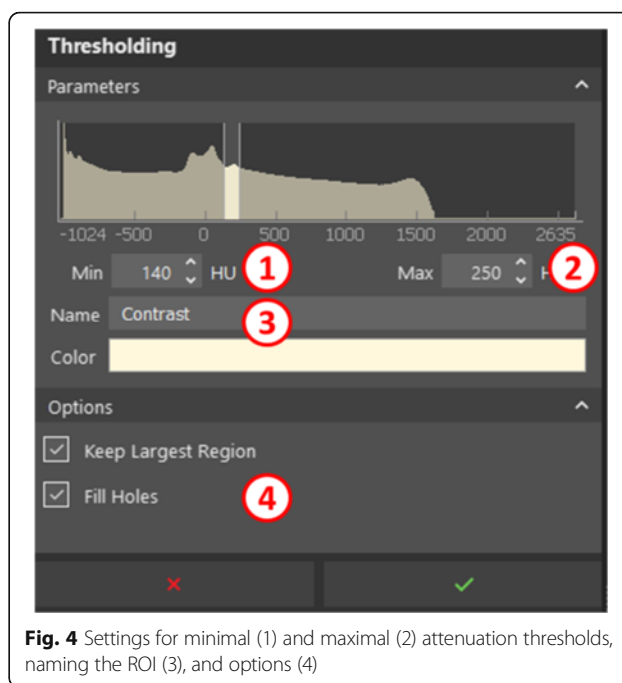 Thresholding
Parameters
-1024 -500 0 500 1000 1500 2000 2635
Min 140 HU 1 Max 250 H 2
Name Contrast 3
Color
Options
Keep Largest Region
Fill Holes 4
Fig. 4 Settings for minimal (1) and maximal (2) attenuation thresholds,
naming the ROI (3), and options (4)